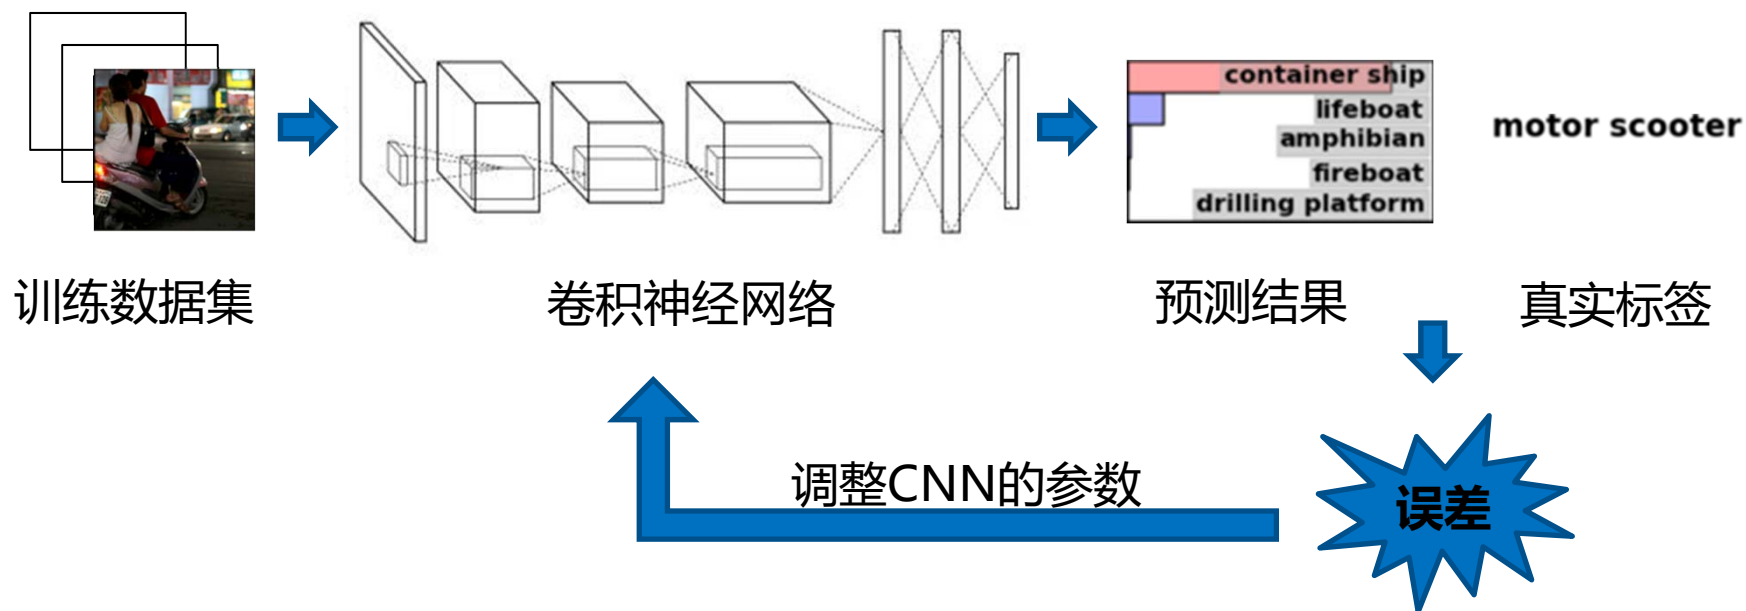 container ship
lifeboat
amphibian
fireboat
drilling platform
motor scooter
训练数据集
卷积神经网络
预测结果
真实标签
调整CNN的参数
误差